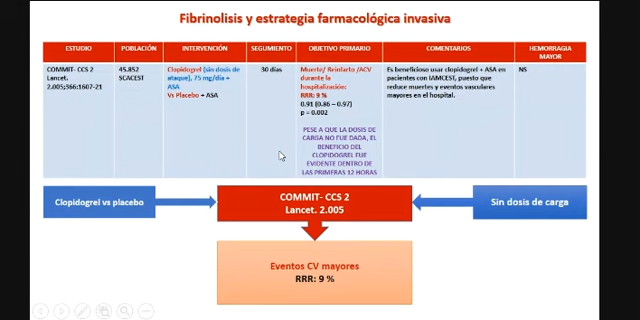 Fibrinolisis y estrategia farmacológica invasiva
ESTUDIO
POBLACIÓN
INTERVENCIÓN
SEGUIMIENTO
OBJETIVO PRIMARIO
COMENTARIOS
HEMORRAGIA
MAYOR
COMMIT- CCS 2
Lancet.
2.005;366:1607-21
45.852
SCACEST
Clopidogrel (sin dosis de
ataque), 75 mg/día +
ASA
Vs Placebo + ASA
30 días
Muerte/ Reinfarto /ACV
durante la
hospitalización:
RRR: 9 %
0.91 (0.86 – 0.97)
p = 0.002
PESE A QUE LA DOSIS DE
CARGA NO FUE DADA, EL
BENEFICIO DEL
CLOPIDOGREL FUE
EVIDENTE DENTRO DE
LAS PRIMERAS 12 HORAS
Es beneficioso usar clopidogrel + ASA en
pacientes con IAMCEST, puesto que
reduce muertes y eventos vasculares
mayores en el hospital.
NS
Clopidogrel vs placebo
COMMIT- CCS 2
Lancet. 2.005
Sin dosis de carga
Eventos CV mayores
RRR: 9 %